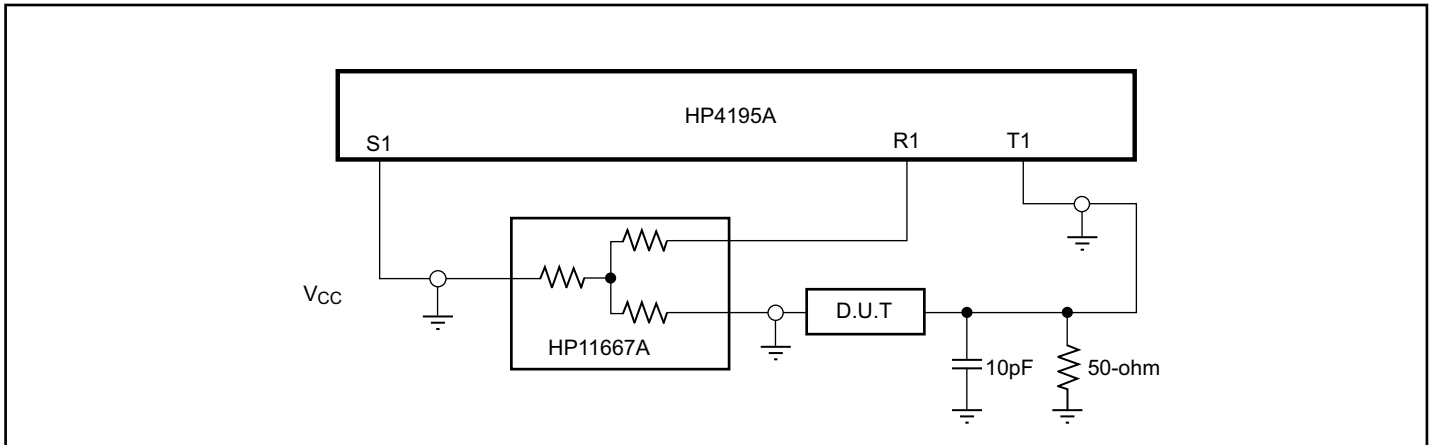 HP4195A
S1
R1
T1
VCC
HP11667A
D.U.T
10pF
50-ohm